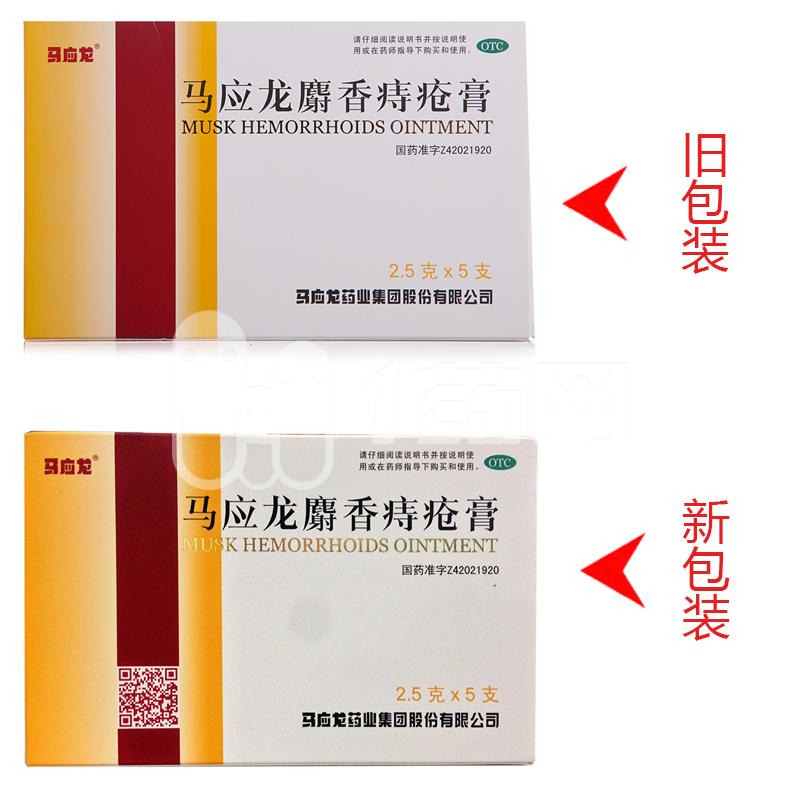 马应龙®
请仔细阅读说明书并按说明使
用或在药师指导下购买和使用。
OTC
马应龙麝香痔疮膏
MUSK HEMORRHOIDS OINTMENT
国药准字Z42021920
2.5克x5支
马应龙药业集团股份有限公司
旧包装
马应龙®
请仔细阅读说明书并按说明使
用或在药师指导下购买和使用。
OTC
马应龙麝香痔疮膏
MUSK HEMORRHOIDS OINTMENT
国药准字Z42021920
2.5克x5支
马应龙药业集团股份有限公司
新包装